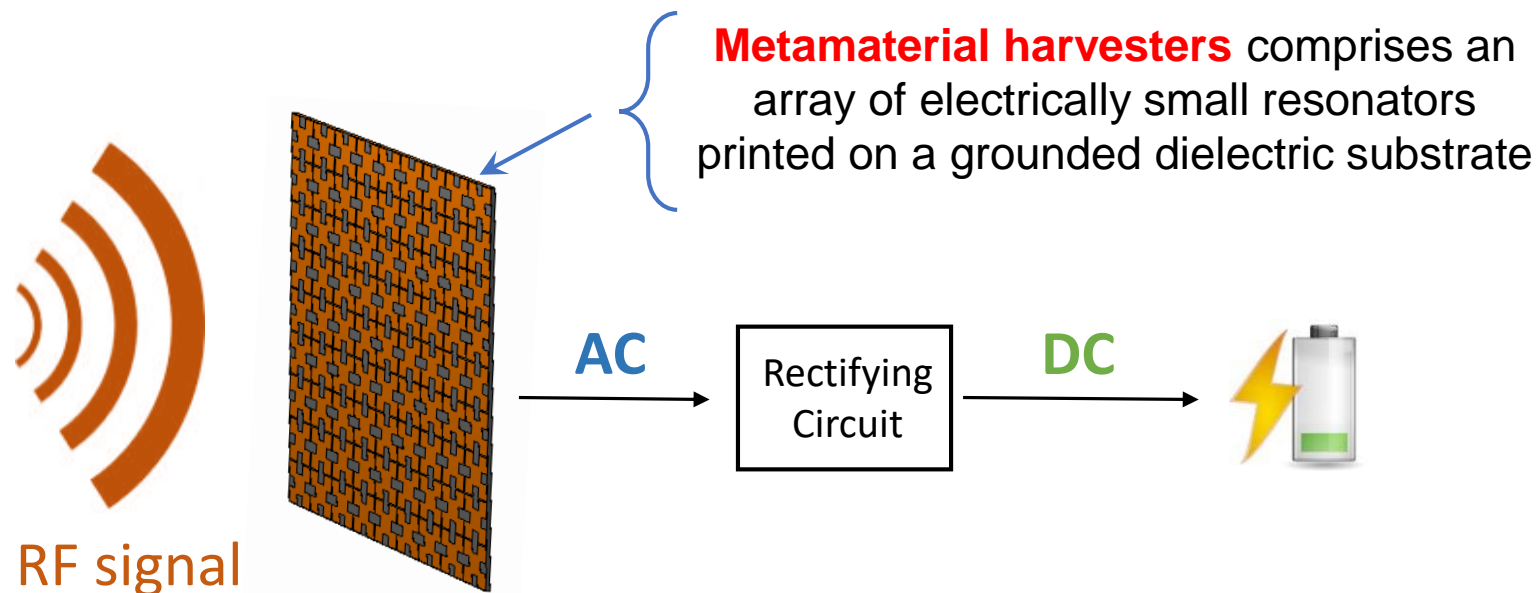 Metamaterial harvesters comprises an
array of electrically small resonators
printed on a grounded dielectric substrate
AC
DC
Rectifying
Circuit
RF signal